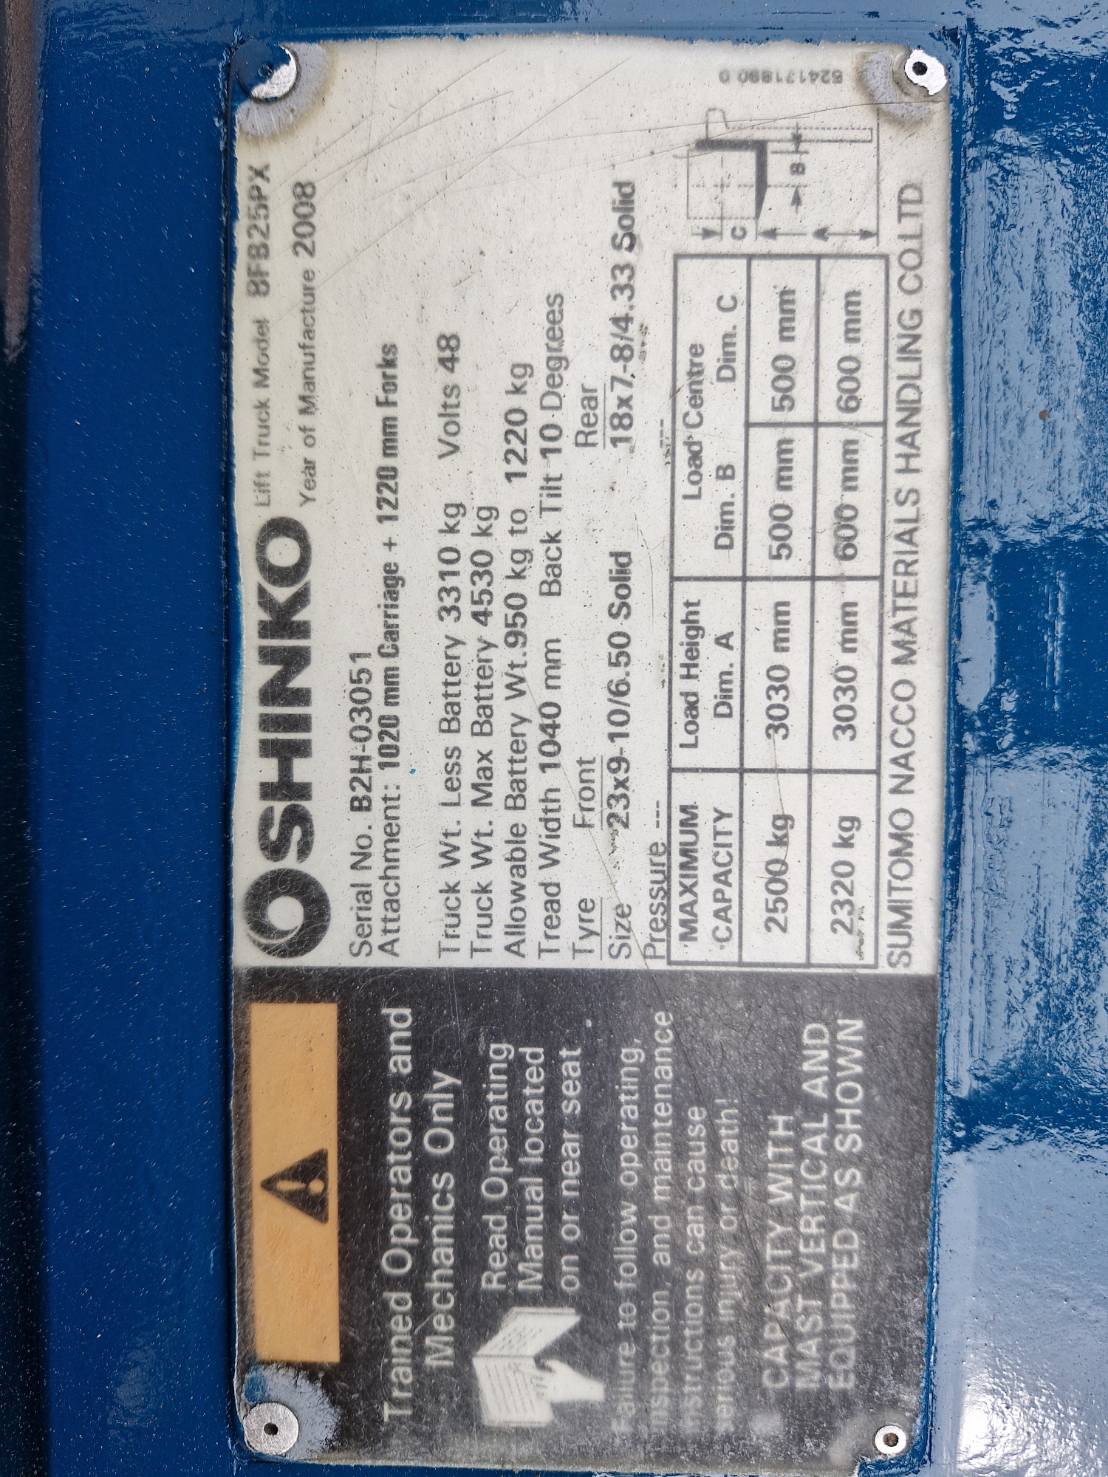 Trained Operators and
Mechanics Only
Read Operating
Manual located
on or near seat
Failure to follow operating,
inspection, and maintenance
instructions can cause
serious injury or death!
CAPACITY WITH
MAST VERTICAL AND
EQUIPPED AS SHOWN
SHINKO
Lift Truck Model 8FB25PX
Year of Manufacture 2008
Serial No. B2H-03051
Attachment: 1020 mm Carriage + 1220 mm Forks
Truck Wt. Less Battery 3310 kg Volts 48
Truck Wt. Max Battery 4530 kg
Allowable Battery Wt. 950 kg to 1220 kg
Tread Width 1040 mm Back Tilt 10 Degrees
Tyre Front Rear
Size 23x9-10/6.50 Solid 18x7-8/4.33 Solid
Pressure --- ---
MAXIMUM CAPACITY Load Height Dim. A Load Centre Dim. B Dim. C
2500 kg 3030 mm 500 mm 500 mm
2320 kg 3030 mm 600 mm 600 mm
C
A
B
A
SUMITOMO NACCO MATERIALS HANDLING CO.LTD
524171890 0